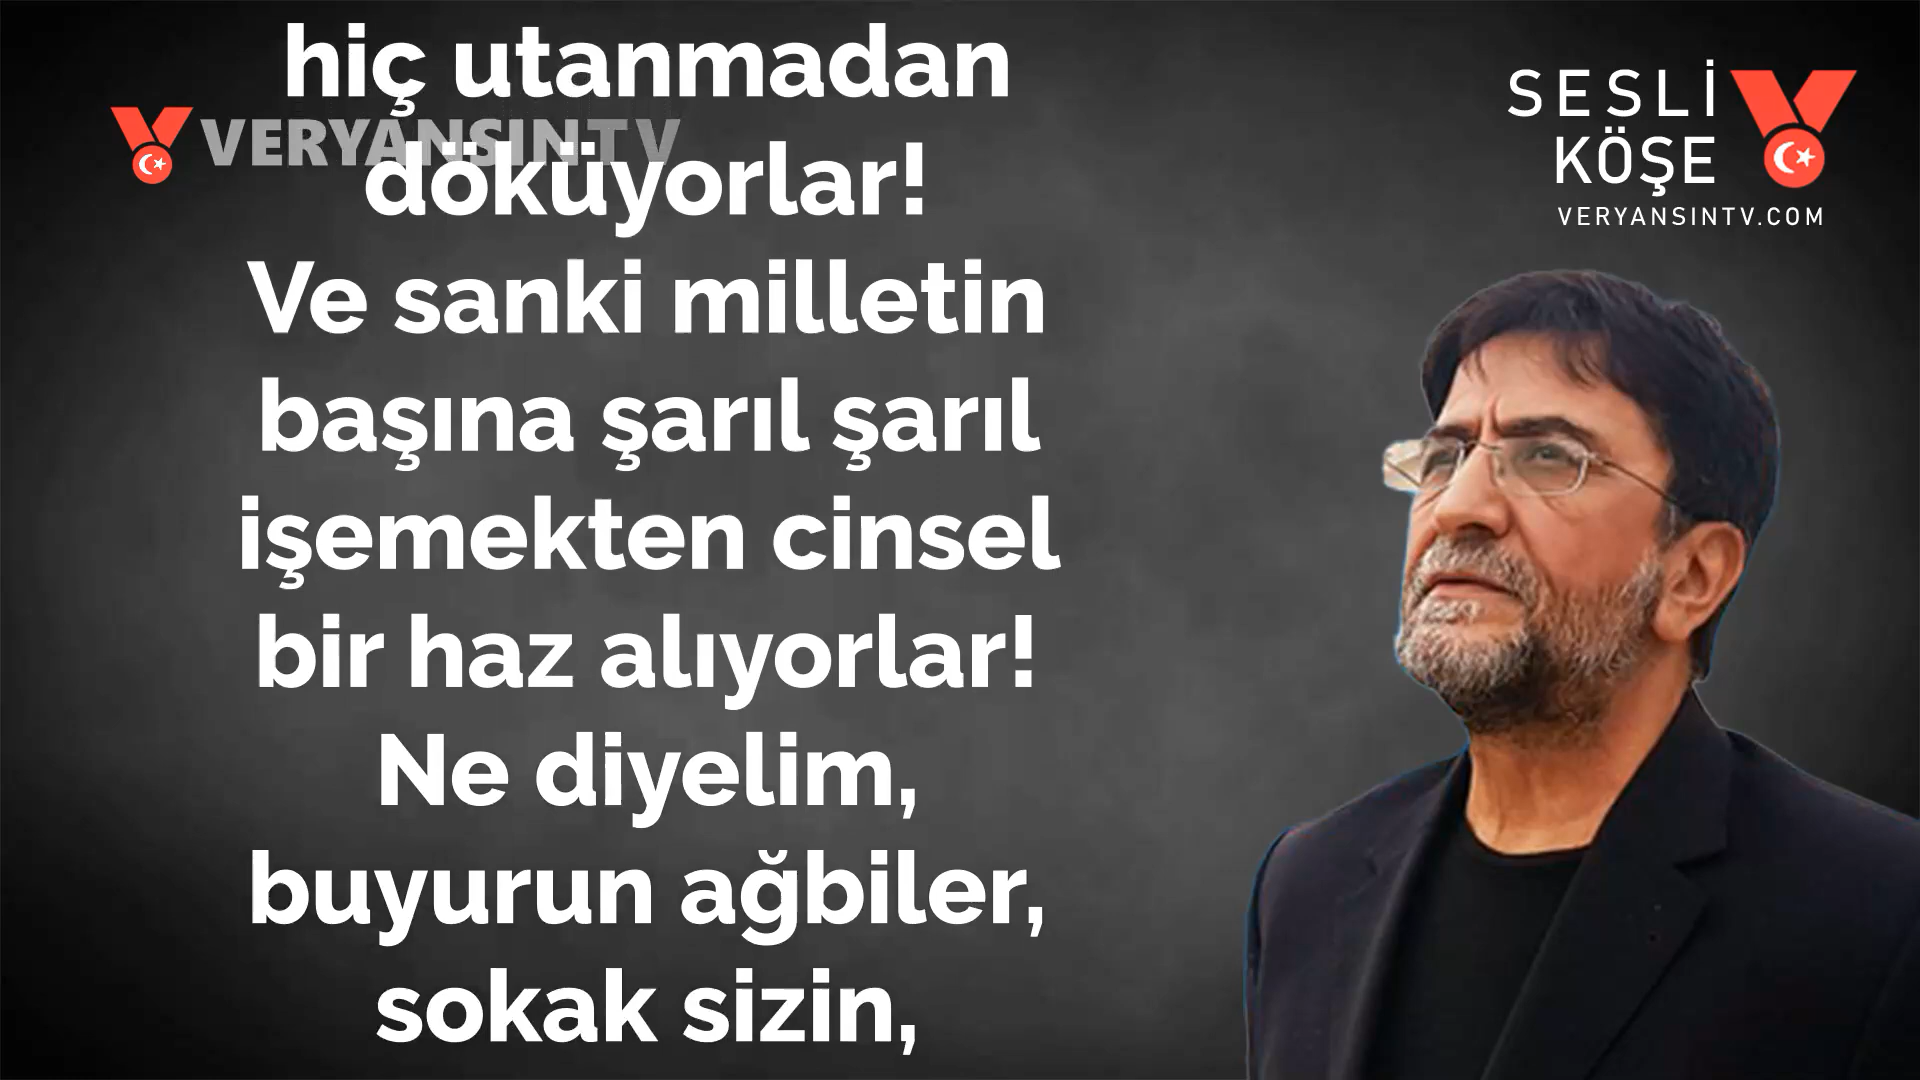 hiç utanmadan
VERYANSINTV
döküyorlar!
Ve sanki milletin
başına şarıl şarıl
işemekten cinsel
bir haz alıyorlar!
Ne diyelim,
buyurun ağbiler,
sokak sizin,
SESLİ
KÖŞE
VERYANSINTV.COM